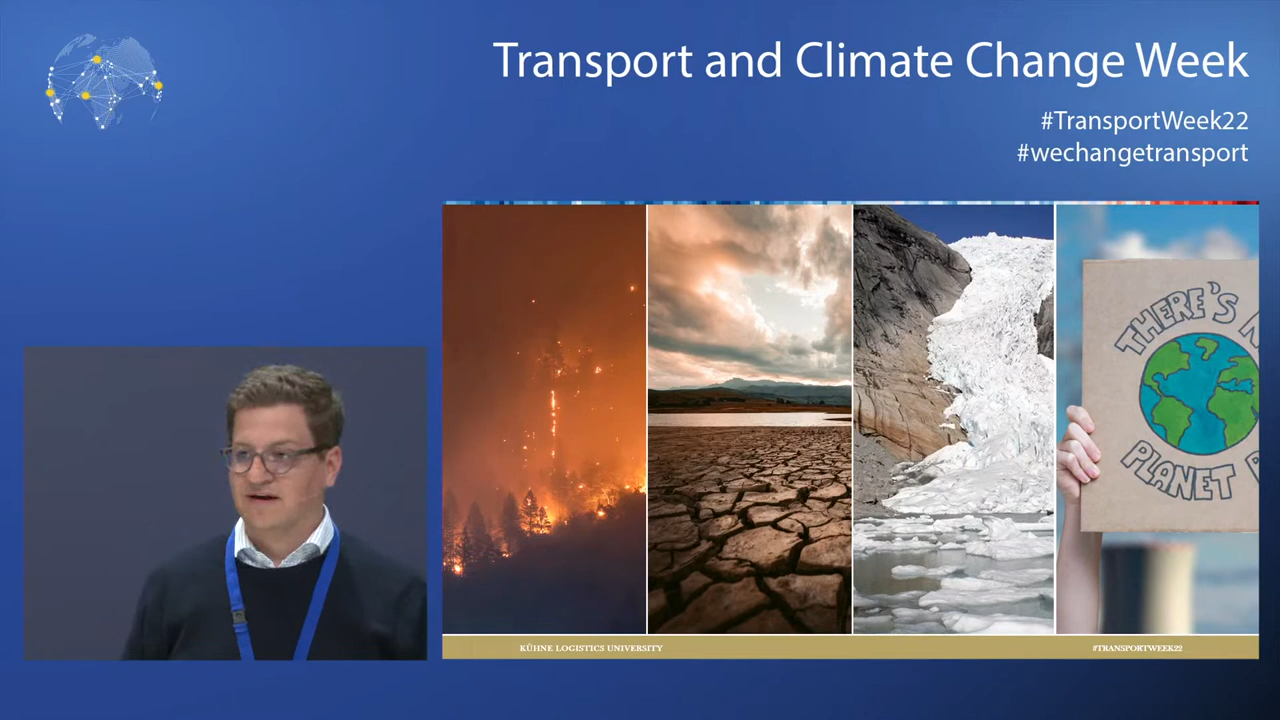 Transport and Climate Change Week
#TransportWeek22
#wechangetransport
THERE'S
PLANET
KÜHNE LOGISTICS UNIVERSITY
#TRANSPORTWEEK22